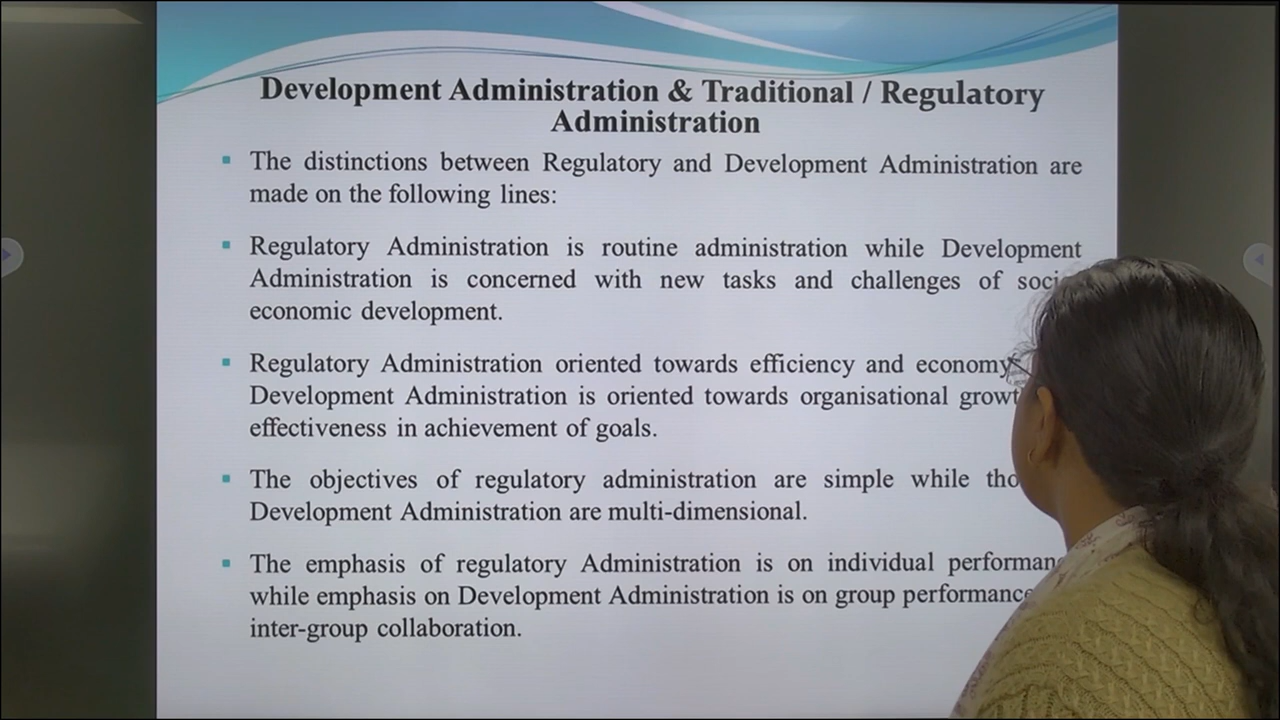 Development Administration & Traditional / Regulatory
Administration
The distinctions between Regulatory and Development Administration are
made on the following lines:
Regulatory Administration is routine administration while Development
Administration is concerned with new tasks and challenges of
economic development.
Regulatory Administration oriented towards efficiency and economy
Development Administration is oriented towards organisational
effectiveness in achievement of goals.
The objectives of regulatory administration are simple while
Development Administration are multi-dimensional.
The emphasis of regulatory Administration is on individual
while emphasis on Development Administration is on group performance
inter-group collaboration.